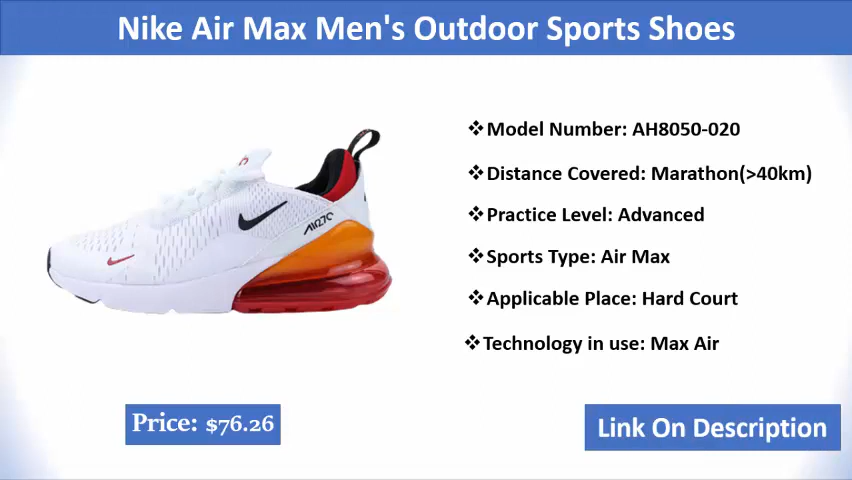 Nike Air Max Men's Outdoor Sports Shoes
❖Model Number: AH8050-020
❖Distance Covered: Marathon(>40km)
❖Practice Level: Advanced
❖Sports Type: Air Max
❖Applicable Place: Hard Court
❖Technology in use: Max Air
AIR270
Price: $76.26
Link On Description